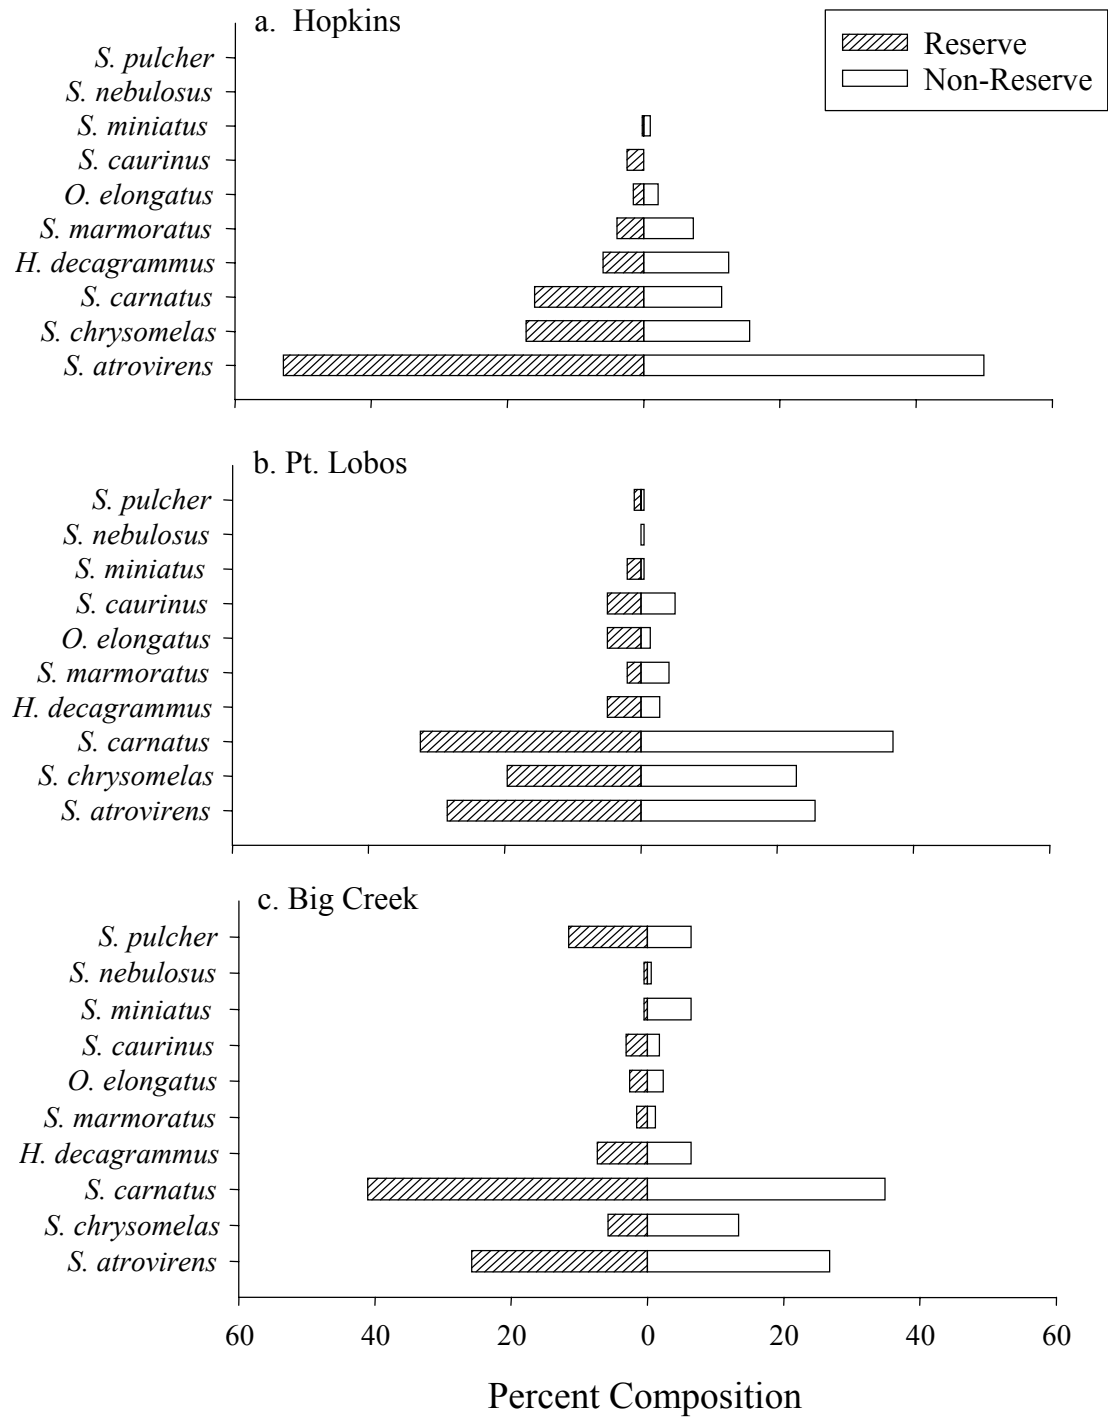 a. Hopkins
Reserve
Non-Reserve
S. pulcher
S. nebulosus
S. miniatus
S. caurinus
O. elongatus
S. marmoratus
H. decagrammus
S. carnatus
S. chrysomelas
S. atrovirens
b. Pt. Lobos
S. pulcher
S. nebulosus
S. miniatus
S. caurinus
O. elongatus
S. marmoratus
H. decagrammus
S. carnatus
S. chrysomelas
S. atrovirens
c. Big Creek
S. pulcher
S. nebulosus
S. miniatus
S. caurinus
O. elongatus
S. marmoratus
H. decagrammus
S. carnatus
S. chrysomelas
S. atrovirens
60 40 20 0 20 40 60
Percent Composition